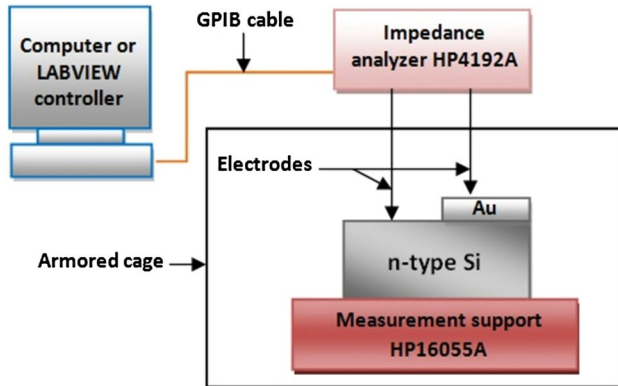 GPIB cable
Computer or
LABVIEW
controller
Impedance
analyzer HP4192A
Electrodes
Au
Armored cage
n-type Si
Measurement support
HP16055A